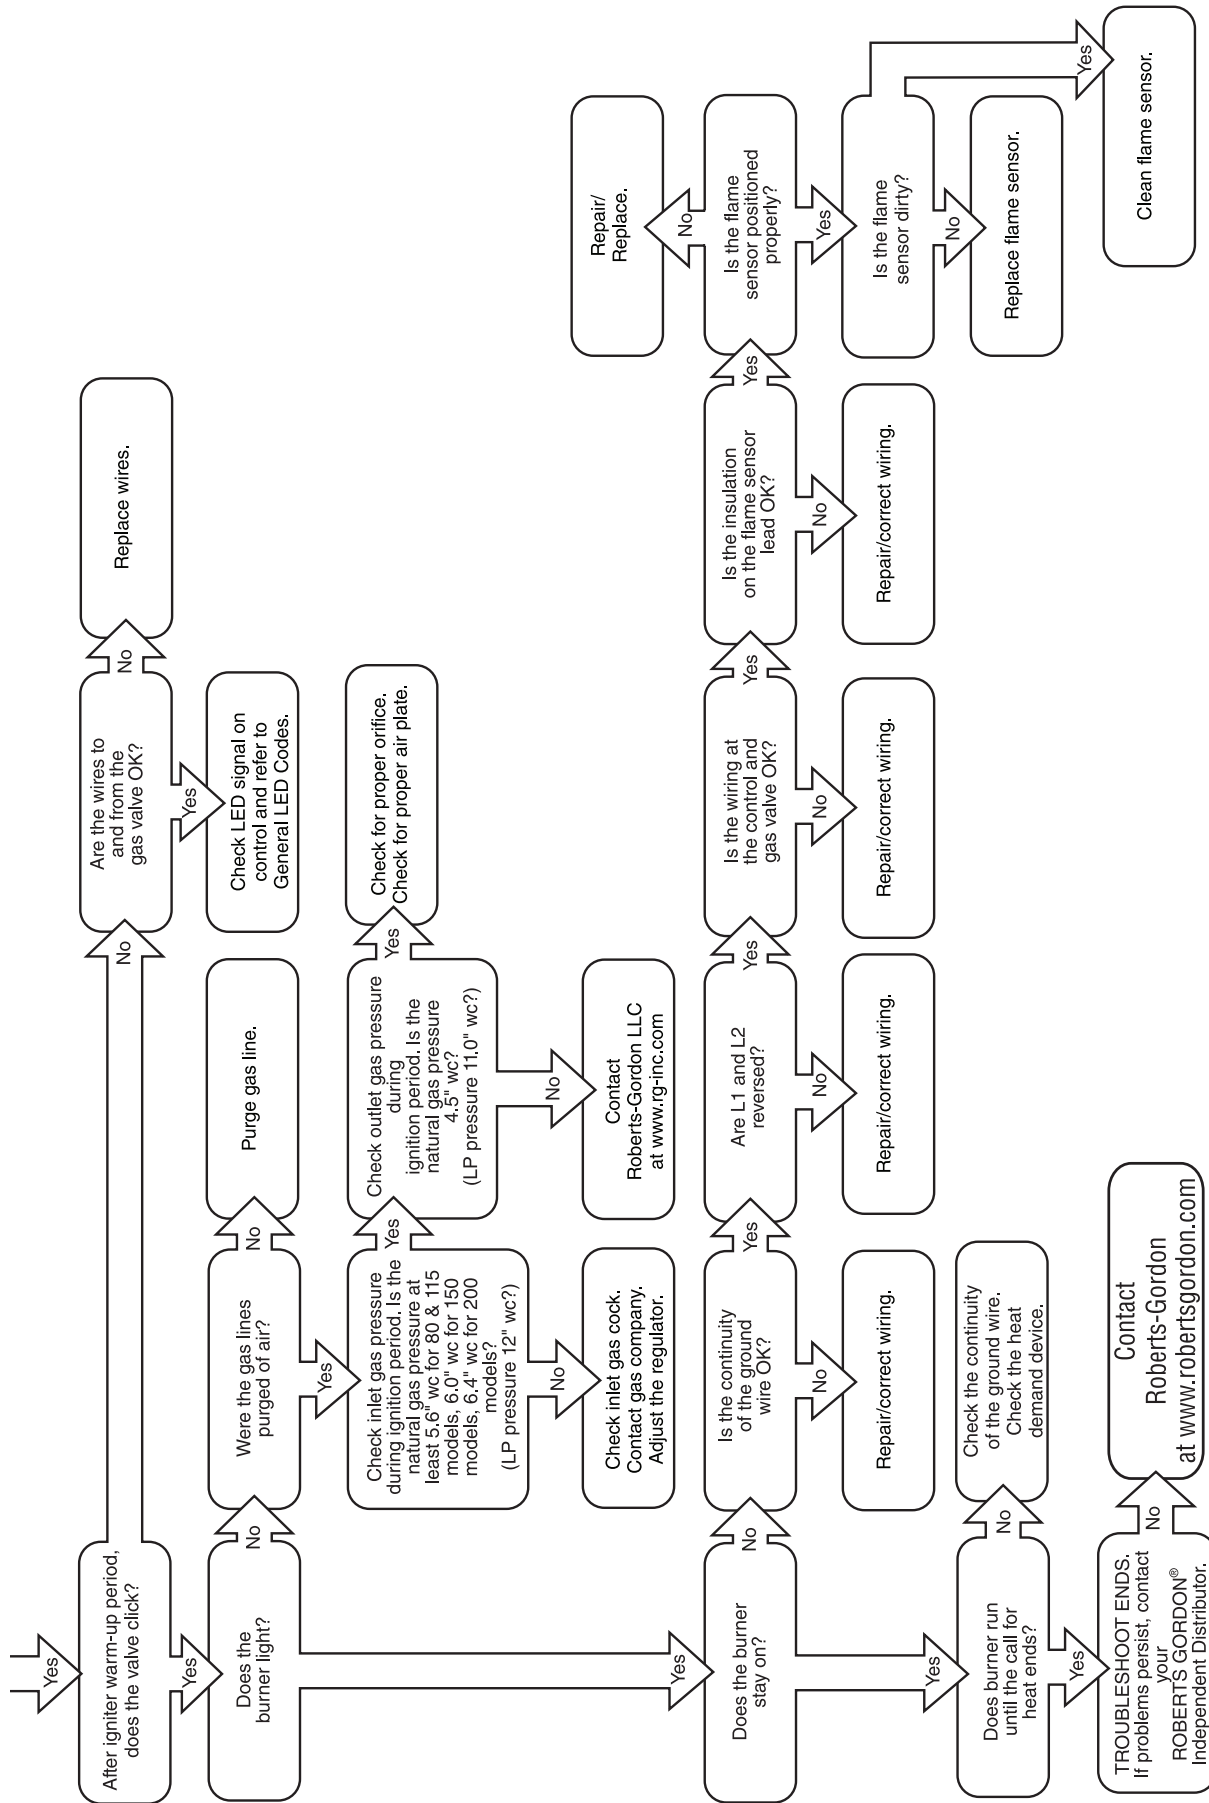 Yes
After igniter warm-up period,
does the valve click?
No
Are the wires to
and from the
gas valve OK?
No
Replace wires.
Yes
Check LED signal on
control and refer to
General LED Codes.
Yes
Does the
burner light?
No
Were the gas lines
purged of air?
No
Purge gas line.
Yes
Check inlet gas pressure
during ignition period. Is the
natural gas pressure at
least 5.6" wc for 80 & 115
models, 6.0" wc for 150
models, 6.4" wc for 200
models?
(LP pressure 12" wc?)
Yes
Check outlet gas pressure
during
ignition period. Is the
natural gas pressure
4.5" wc?
(LP pressure 11.0" wc?)
Yes
Check for proper orifice.
Check for proper air plate.
No
Check inlet gas cock.
Contact gas company.
Adjust the regulator.
No
Contact
Roberts-Gordon LLC
at www.rg-inc.com
Yes
Does the burner
stay on?
No
Is the continuity
of the ground
wire OK?
Yes
Are L1 and L2
reversed?
Yes
Is the wiring at
the control and
gas valve OK?
Yes
Is the insulation
on the flame sensor
lead OK?
Yes
Is the flame
sensor positioned
properly?
No
Repair/
Replace.
No
Repair/correct wiring.
No
Repair/correct wiring.
No
Repair/correct wiring.
No
Repair/correct wiring.
Yes
Is the flame
sensor dirty?
No
Replace flame sensor.
Yes
Clean flame sensor.
Yes
Does burner run
until the call for
heat ends?
No
Check the continuity
of the ground wire.
Check the heat
demand device.
Yes
TROUBLESHOOT ENDS.
If problems persist, contact
your
ROBERTS GORDON®
Independent Distributor.
No
Contact
Roberts-Gordon
at www.robertsgordon.com